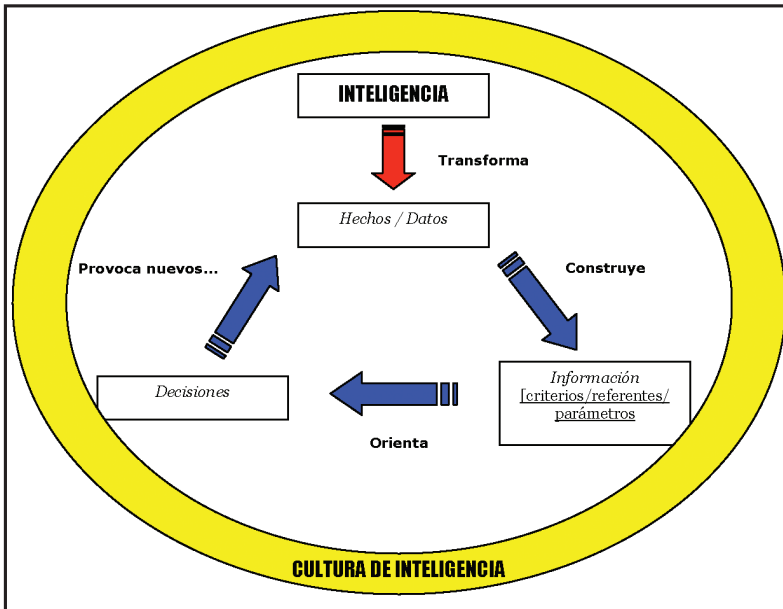 INTELIGENCIA
Transforma
Hechos / Datos
Provoca nuevos...
Construye
Decisiones
Información
[criterios/referentes/
parámetros
Orienta
CULTURA DE INTELIGENCIA